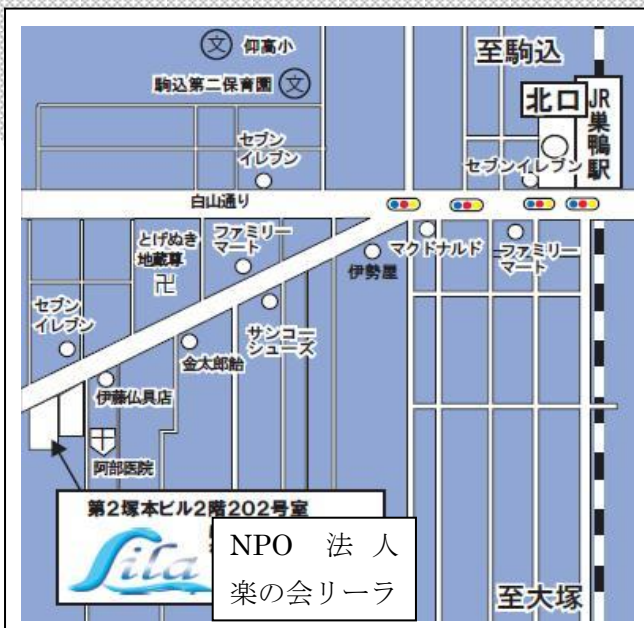 文 仰高小
至駒込
駒込第二保育園 文
北口
JR巣鴨駅
セブン
イレブン
セブンイレブン
白山通り
とげぬき
地蔵尊
卍
ファミリー
マート
マクドナルド
ファミリー
マート
伊勢屋
セブン
イレブン
サンコー
シューズ
金太郎飴
伊藤仏具店
阿部医院
第2塚本ビル2階202号室
Lila
NPO 法人
楽の会リーラ
至大塚